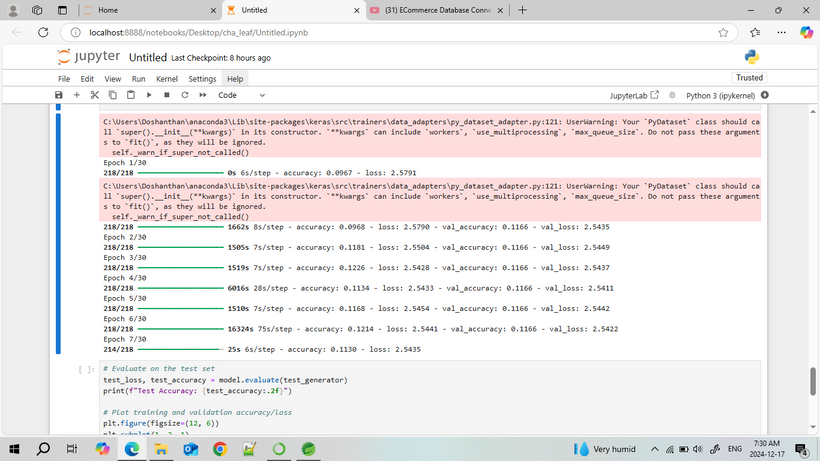 Home
Untitled
(31) ECommerce Database Conne
localhost:8888/notebooks/Desktop/cha_leaf/Untitled.ipynb
jupyter Untitled Last Checkpoint: 8 hours ago
File Edit View Run Kernel Settings Help
Trusted
Code
JupyterLab
Python 3 (ipykernel)
C:\Users\Doshanthan\anaconda3\Lib\site-packages\keras\src\trainers\data_adapters\py_dataset_adapter.py:121: UserWarning: Your `PyDataset` class should ca
ll `super().__init__(**kwargs)` in its constructor. `**kwargs` can include `workers`, `use_multiprocessing`, `max_queue_size`. Do not pass these argument
s to `fit()`, as they will be ignored.
self._warn_if_super_not_called()
Epoch 1/30
218/218 0s 6s/step - accuracy: 0.0967 - loss: 2.5791
C:\Users\Doshanthan\anaconda3\Lib\site-packages\keras\src\trainers\data_adapters\py_dataset_adapter.py:121: UserWarning: Your `PyDataset` class should ca
ll `super().__init__(**kwargs)` in its constructor. `**kwargs` can include `workers`, `use_multiprocessing`, `max_queue_size`. Do not pass these argument
s to `fit()`, as they will be ignored.
self._warn_if_super_not_called()
218/218 1662s 8s/step - accuracy: 0.0968 - loss: 2.5790 - val_accuracy: 0.1166 - val_loss: 2.5435
Epoch 2/30
218/218 1505s 7s/step - accuracy: 0.1181 - loss: 2.5504 - val_accuracy: 0.1166 - val_loss: 2.5449
Epoch 3/30
218/218 1519s 7s/step - accuracy: 0.1226 - loss: 2.5428 - val_accuracy: 0.1166 - val_loss: 2.5437
Epoch 4/30
218/218 6016s 28s/step - accuracy: 0.1134 - loss: 2.5433 - val_accuracy: 0.1166 - val_loss: 2.5411
Epoch 5/30
218/218 1510s 7s/step - accuracy: 0.1168 - loss: 2.5454 - val_accuracy: 0.1166 - val_loss: 2.5442
Epoch 6/30
218/218 16324s 75s/step - accuracy: 0.1214 - loss: 2.5441 - val_accuracy: 0.1166 - val_loss: 2.5422
Epoch 7/30
214/218 25s 6s/step - accuracy: 0.1130 - loss: 2.5435
[ ]:
# Evaluate on the test set
test_loss, test_accuracy = model.evaluate(test_generator)
print(f"Test Accuracy: {test_accuracy:.2f}")
# Plot training and validation accuracy/loss
plt.figure(figsize=(12, 6))
plt.subplot(1, 2, 1)
Very humid
ENG
7:30 AM
2024-12-17
4